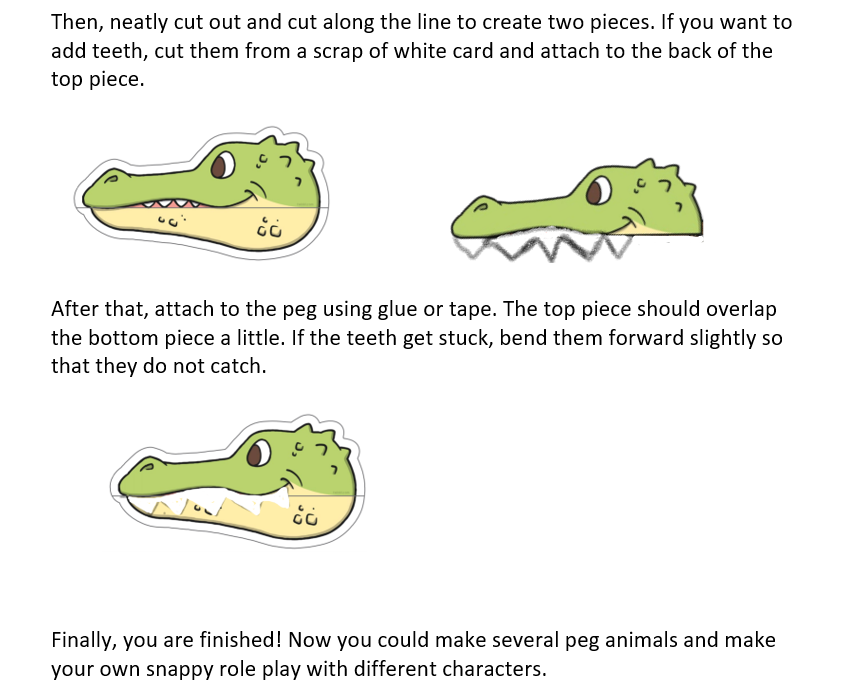 Then, neatly cut out and cut along the line to create two pieces. If you want to
add teeth, cut them from a scrap of white card and attach to the back of the
top piece.
After that, attach to the peg using glue or tape. The top piece should overlap
the bottom piece a little. If the teeth get stuck, bend them forward slightly so
that they do not catch.
Finally, you are finished! Now you could make several peg animals and make
your own snappy role play with different characters.